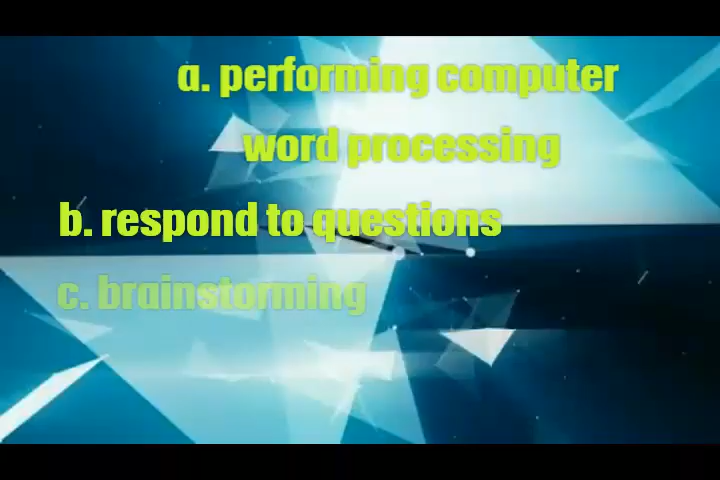 a. performing computer
word processing
b. respond to questions
c. brainstorming